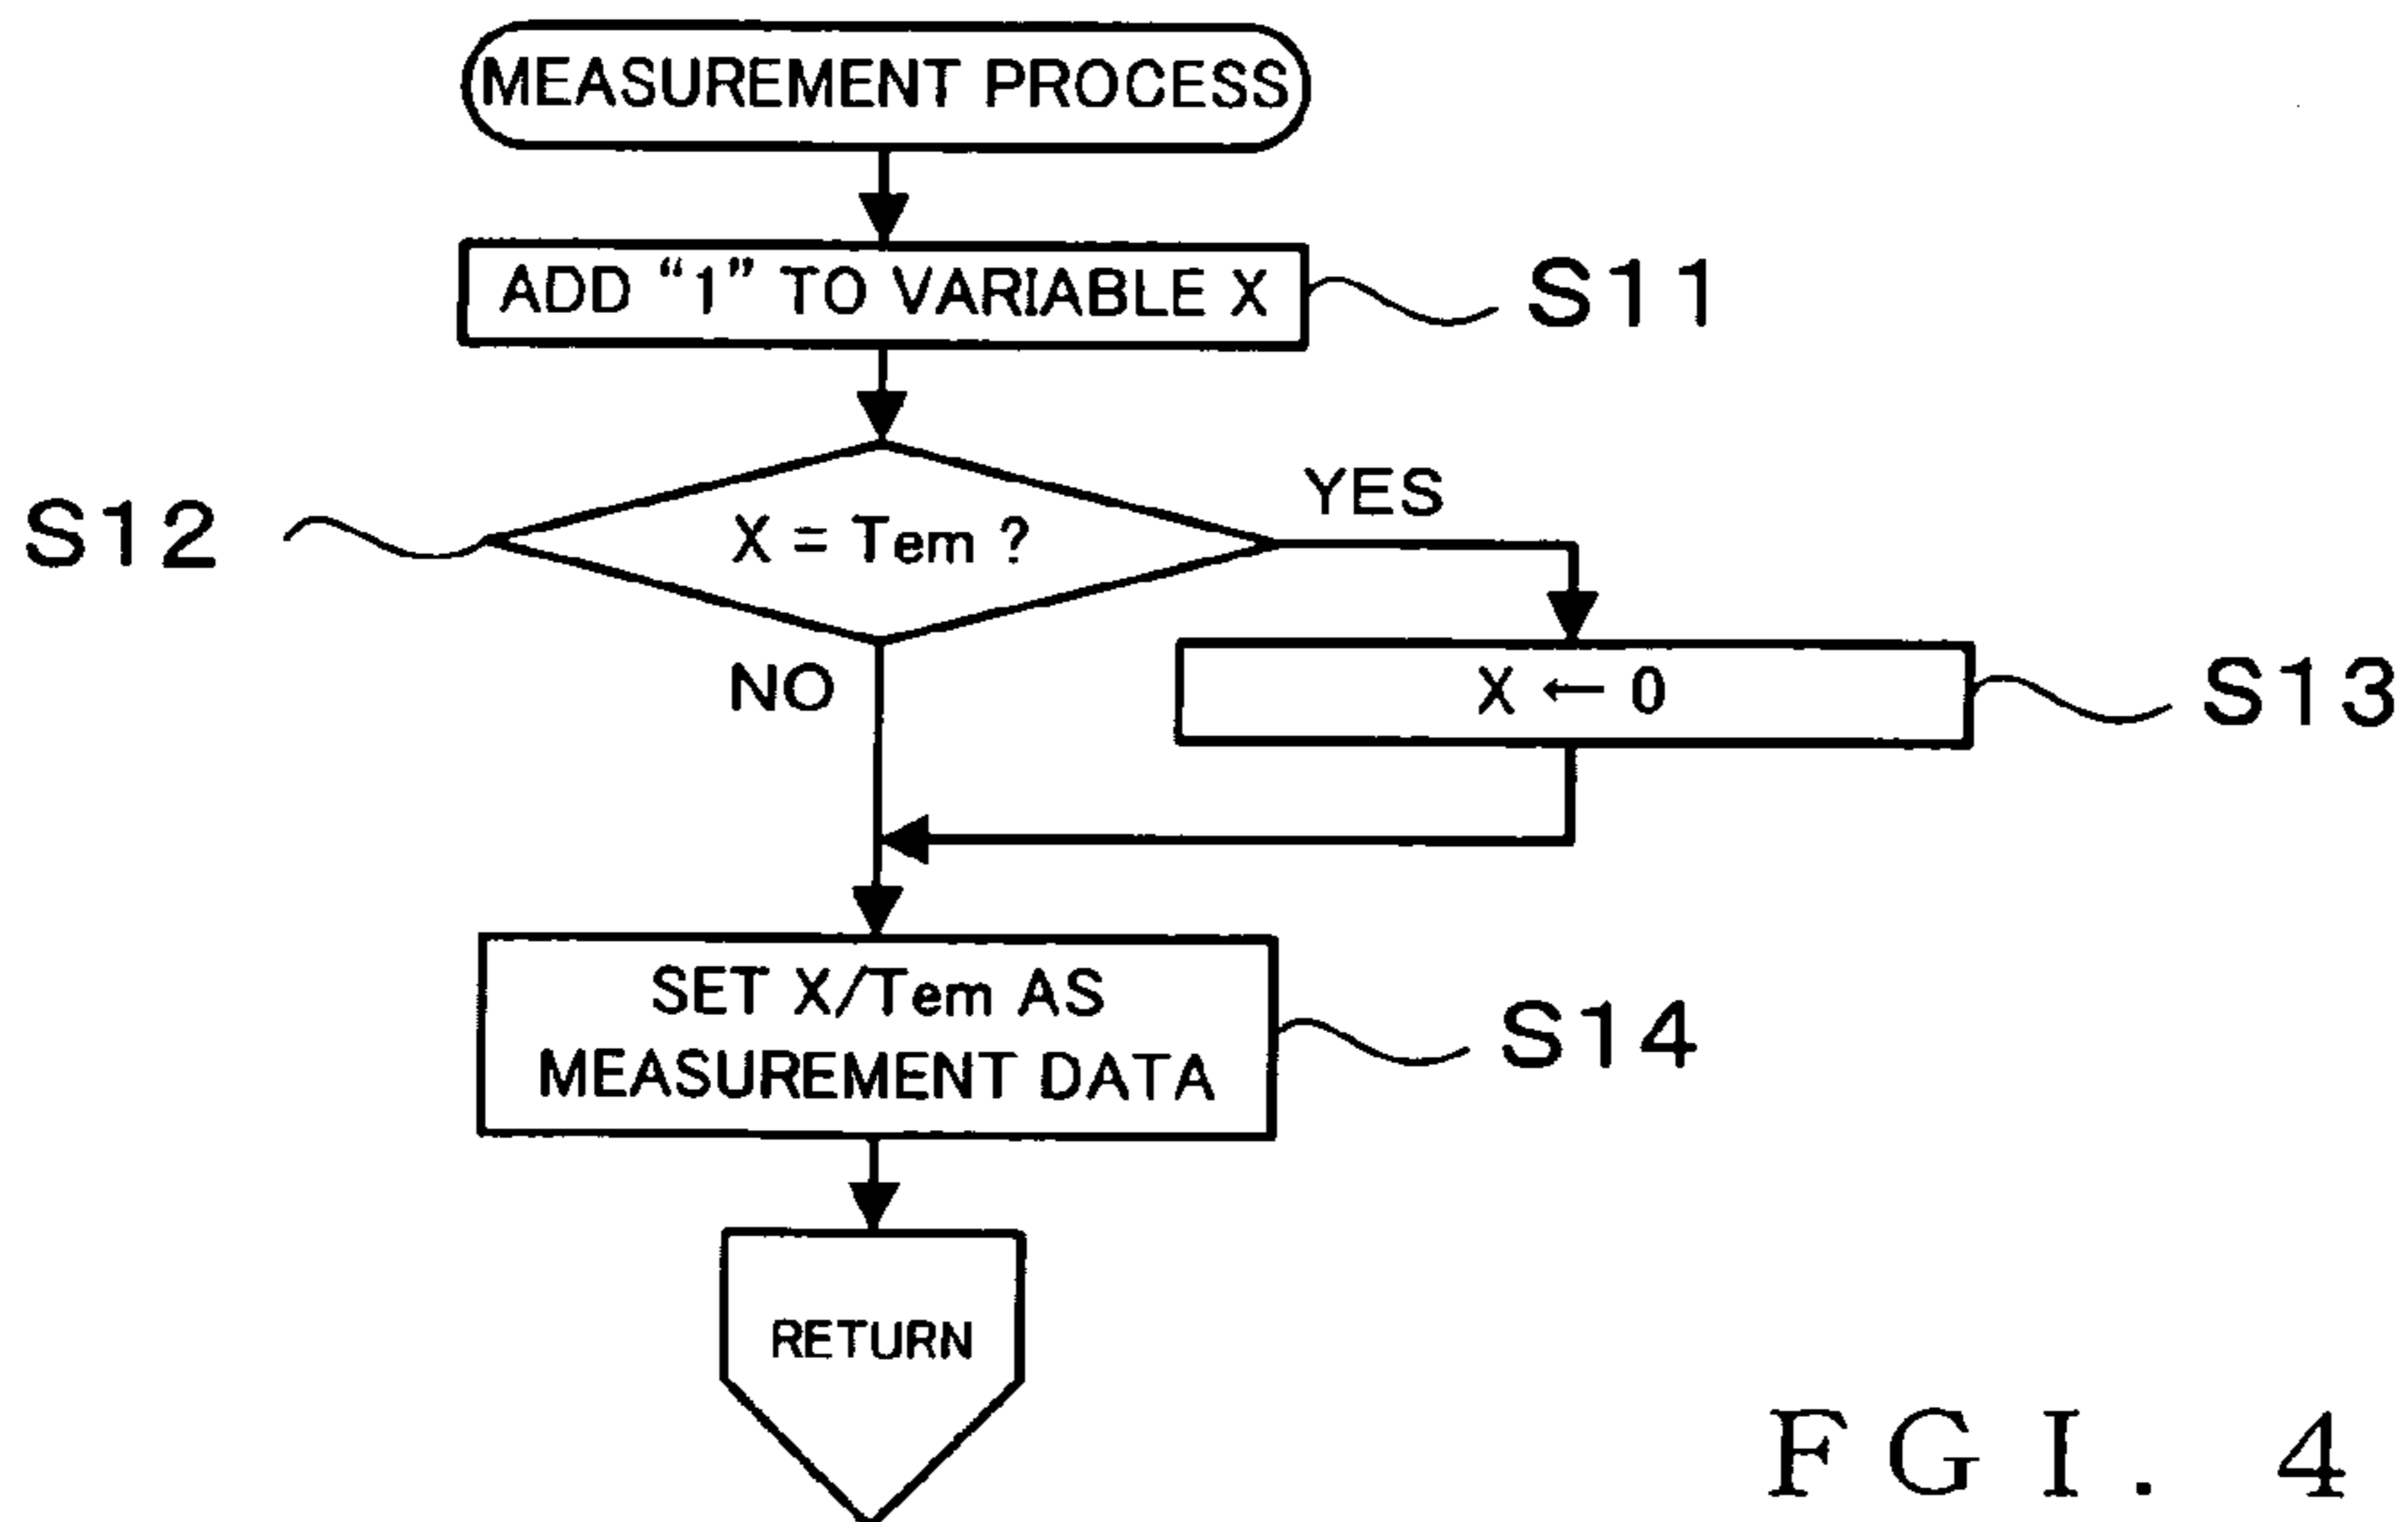 MEASUREMENT PROCESS
ADD “1” TO VARIABLE X
S11
S12
X = Tem ?
YES
NO
X ← 0
S13
SET X/Tem AS
MEASUREMENT DATA
S14
RETURN
FGI. 4